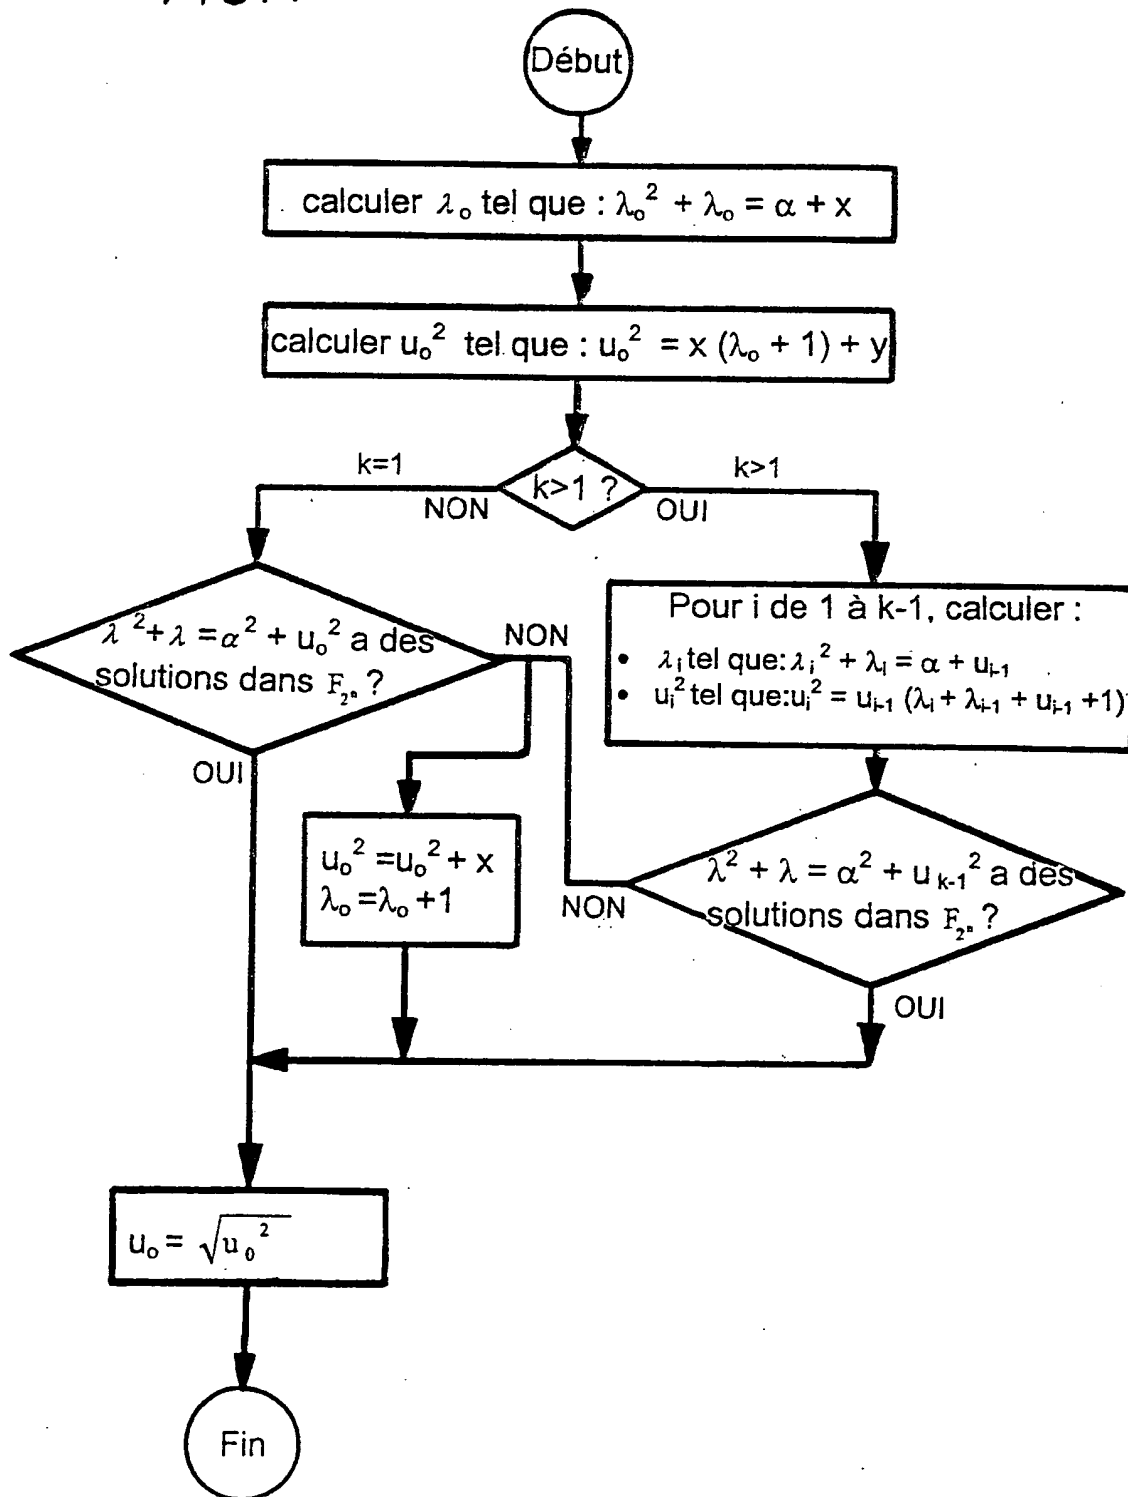 Début
calculer λ₀ tel que : λ₀² + λ₀ = α + x
calculer u₀² tel que : u₀² = x (λ₀ + 1) + y
k=1
k>1 ?
k>1
NON
OUI
λ²+λ =α² + u₀² a des
solutions dans F₂ⁿ ?
NON
OUI
Pour i de 1 à k-1, calculer :
• λᵢ tel que: λᵢ² + λᵢ = α + uᵢ₋₁
• uᵢ² tel que:uᵢ² = uᵢ₋₁ (λᵢ + λᵢ₋₁ + uᵢ₋₁ +1)
u₀² =u₀² + x
λ₀ =λ₀ +1
λ² + λ = α² + uₖ₋₁² a des
solutions dans F₂ⁿ ?
NON
OUI
u₀ = √u₀²
Fin